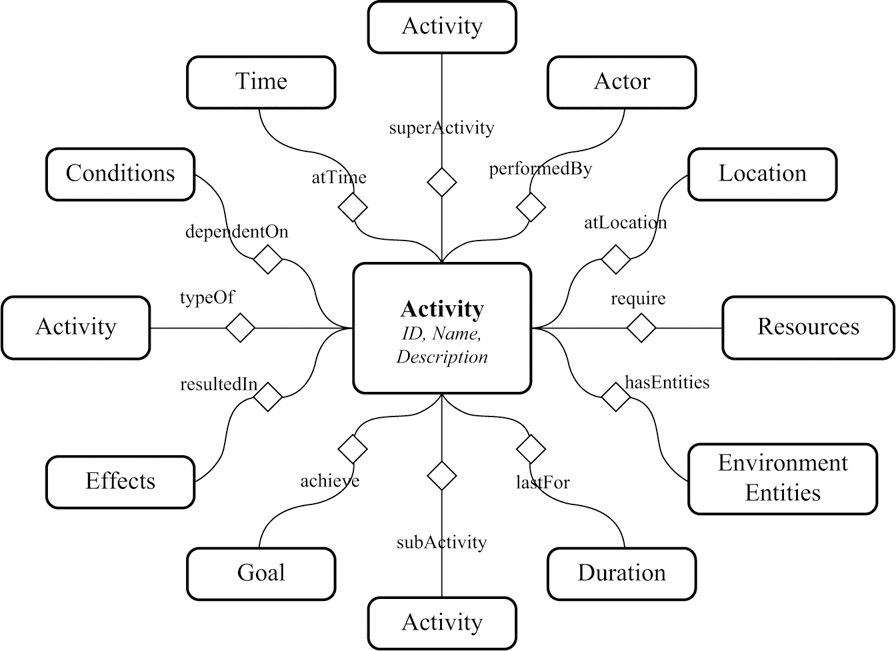 Activity
Time
Actor
superActivity
performedBy
atTime
Conditions
Location
dependentOn
atLocation
typeOf
require
Activity
Activity
ID, Name,
Description
Resources
resultedIn
hasEntities
Effects
achieve
lastFor
Environment
Entities
subActivity
Goal
Duration
Activity